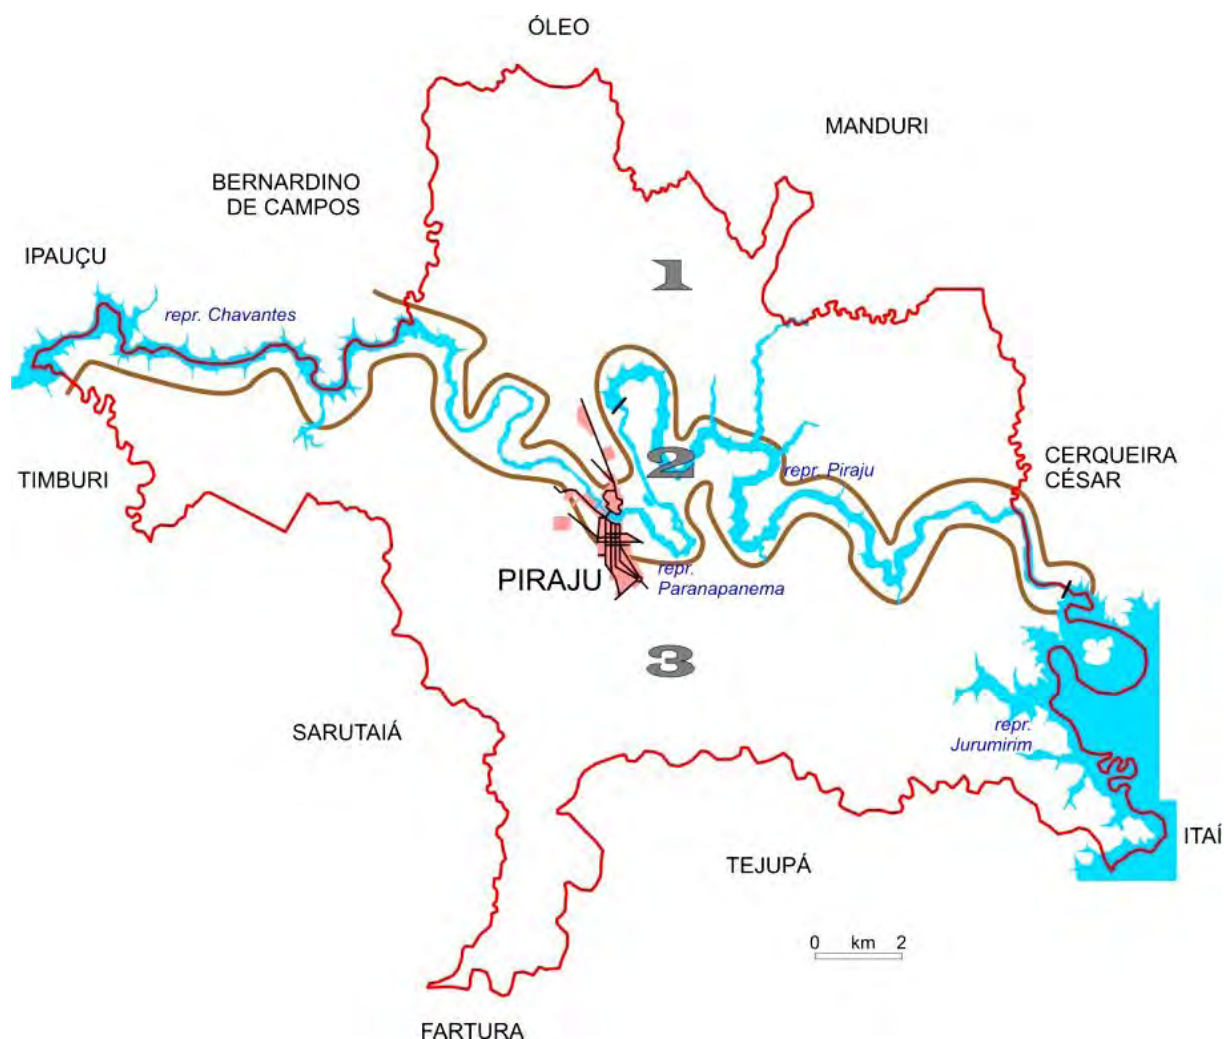 ÓLEO
MANDURI
BERNARDINO
DE CAMPOS
IPAUÇU
1
repr. Chavantes
CERQUEIRA
CÉSAR
2
repr. Piraju
TIMBURI
PIRAJU
repr.
Paranapanema
3
SARUTAIÁ
repr.
Jurumirim
ITAÍ
TEJUPÁ
0 km 2
FARTURA